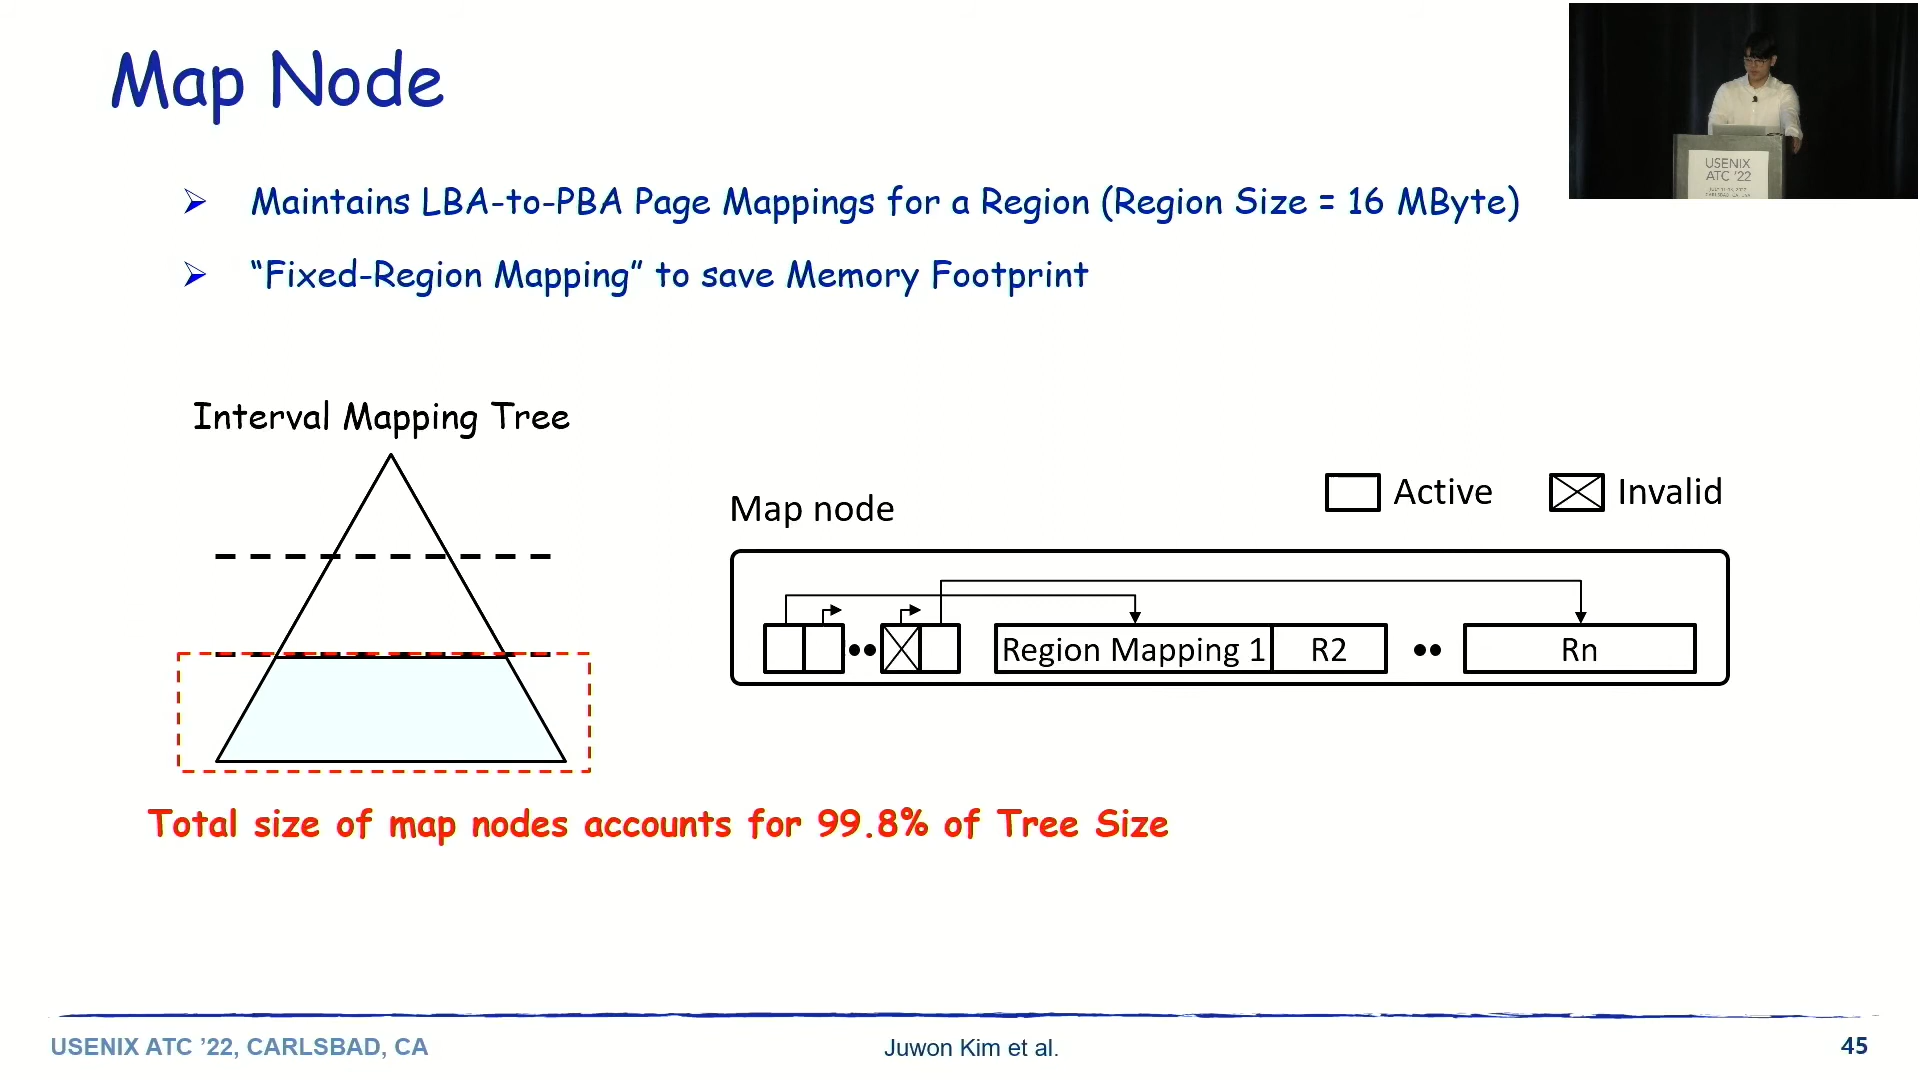 Map Node
USENIX
ATC '22
➢ Maintains LBA-to-PBA Page Mappings for a Region (Region Size = 16 MByte)
➢ “Fixed-Region Mapping” to save Memory Footprint
Interval Mapping Tree
Active
Invalid
Map node
Region Mapping 1
R2
••
Rn
Total size of map nodes accounts for 99.8% of Tree Size
USENIX ATC ’22, CARLSBAD, CA
Juwon Kim et al.
45